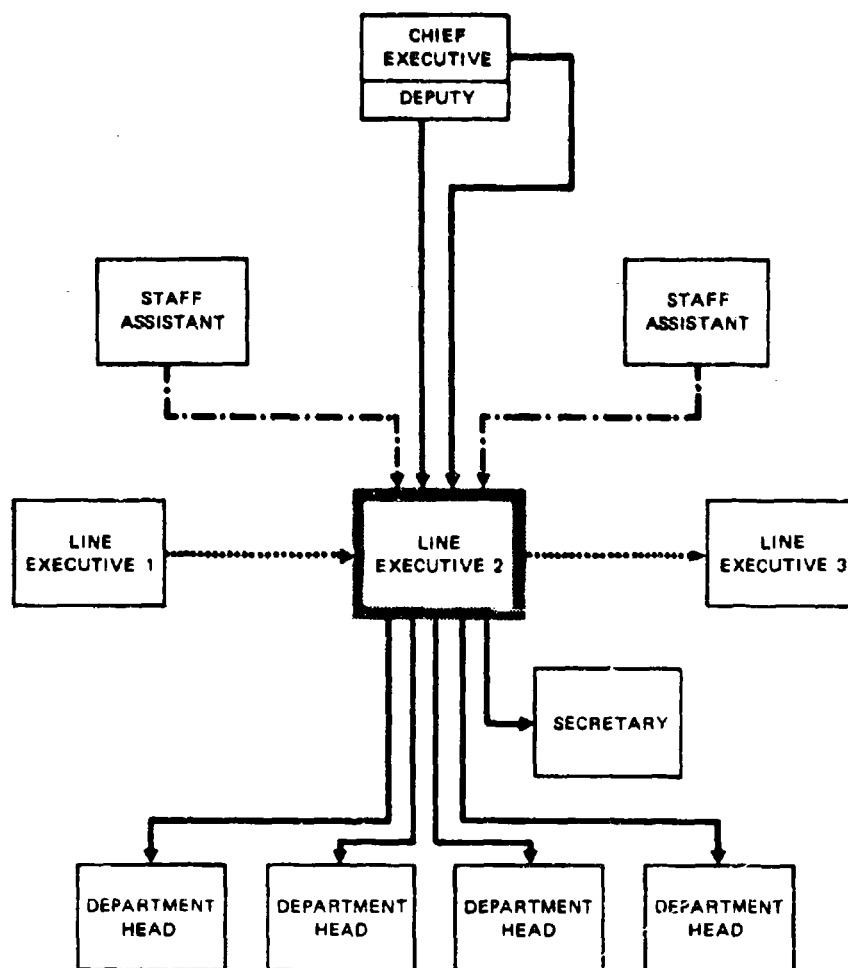 CHIEF
EXECUTIVE
DEPUTY
STAFF
ASSISTANT
STAFF
ASSISTANT
LINE
EXECUTIVE 1
LINE
EXECUTIVE 2
LINE
EXECUTIVE 3
SECRETARY
DEPARTMENT
HEAD
DEPARTMENT
HEAD
DEPARTMENT
HEAD
DEPARTMENT
HEAD